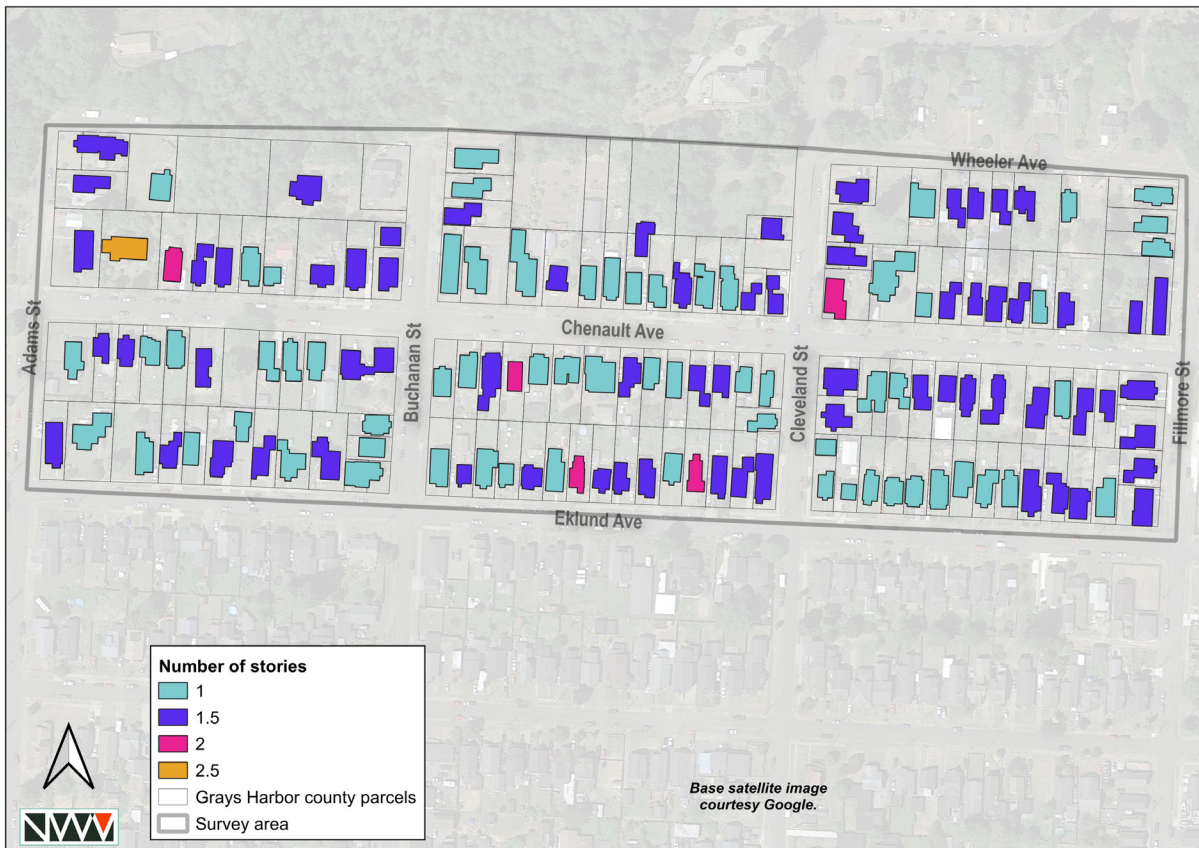 Wheeler Ave
Chenault Ave
Adams St
Buchanan St
Cleveland St
Fillmore St
Eklund Ave
Number of stories
1
1.5
2
2.5
Grays Harbor county parcels
Survey area
Base satellite image
courtesy Google.
NWV